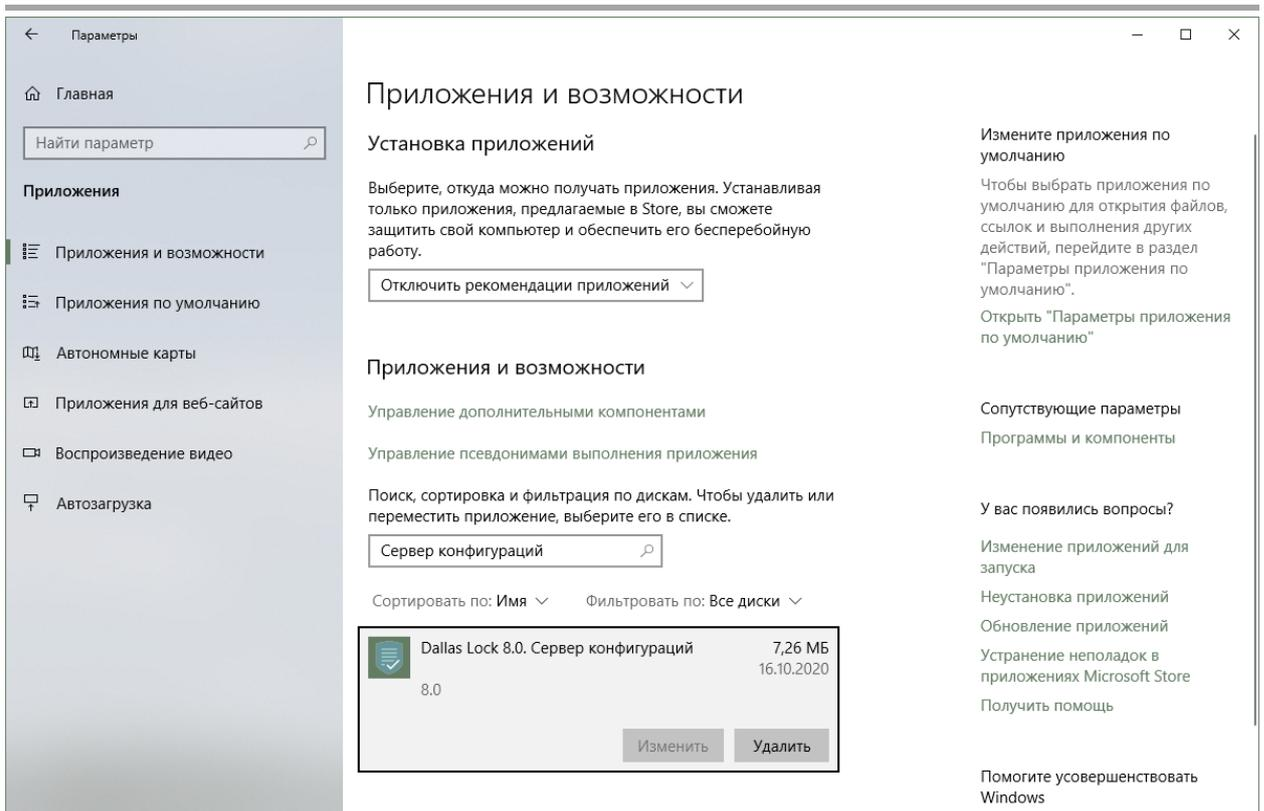 Параметры
Главная
Найти параметр
Приложения
Приложения и возможности
Приложения по умолчанию
Автономные карты
Приложения для веб-сайтов
Воспроизведение видео
Автозагрузка
Приложения и возможности
Установка приложений
Выберите, откуда можно получать приложения. Устанавливая
только приложения, предлагаемые в Store, вы сможете
защитить свой компьютер и обеспечить его бесперебойную
работу.
Отключить рекомендации приложений
Приложения и возможности
Управление дополнительными компонентами
Управление псевдонимами выполнения приложения
Поиск, сортировка и фильтрация по дискам. Чтобы удалить или
переместить приложение, выберите его в списке.
Сервер конфигураций
Сортировать по: Имя Фильтровать по: Все диски
Dallas Lock 8.0. Сервер конфигураций 7,26 МБ
16.10.2020
8.0
Изменить Удалить
Измените приложения по
умолчанию
Чтобы выбрать приложения по
умолчанию для открытия файлов,
ссылок и выполнения других
действий, перейдите в раздел
"Параметры приложения по
умолчанию".
Открыть "Параметры приложения
по умолчанию"
Сопутствующие параметры
Программы и компоненты
У вас появились вопросы?
Изменение приложений для
запуска
Неустановка приложений
Обновление приложений
Устранение неполадок в
приложениях Microsoft Store
Получить помощь
Помогите усовершенствовать
Windows